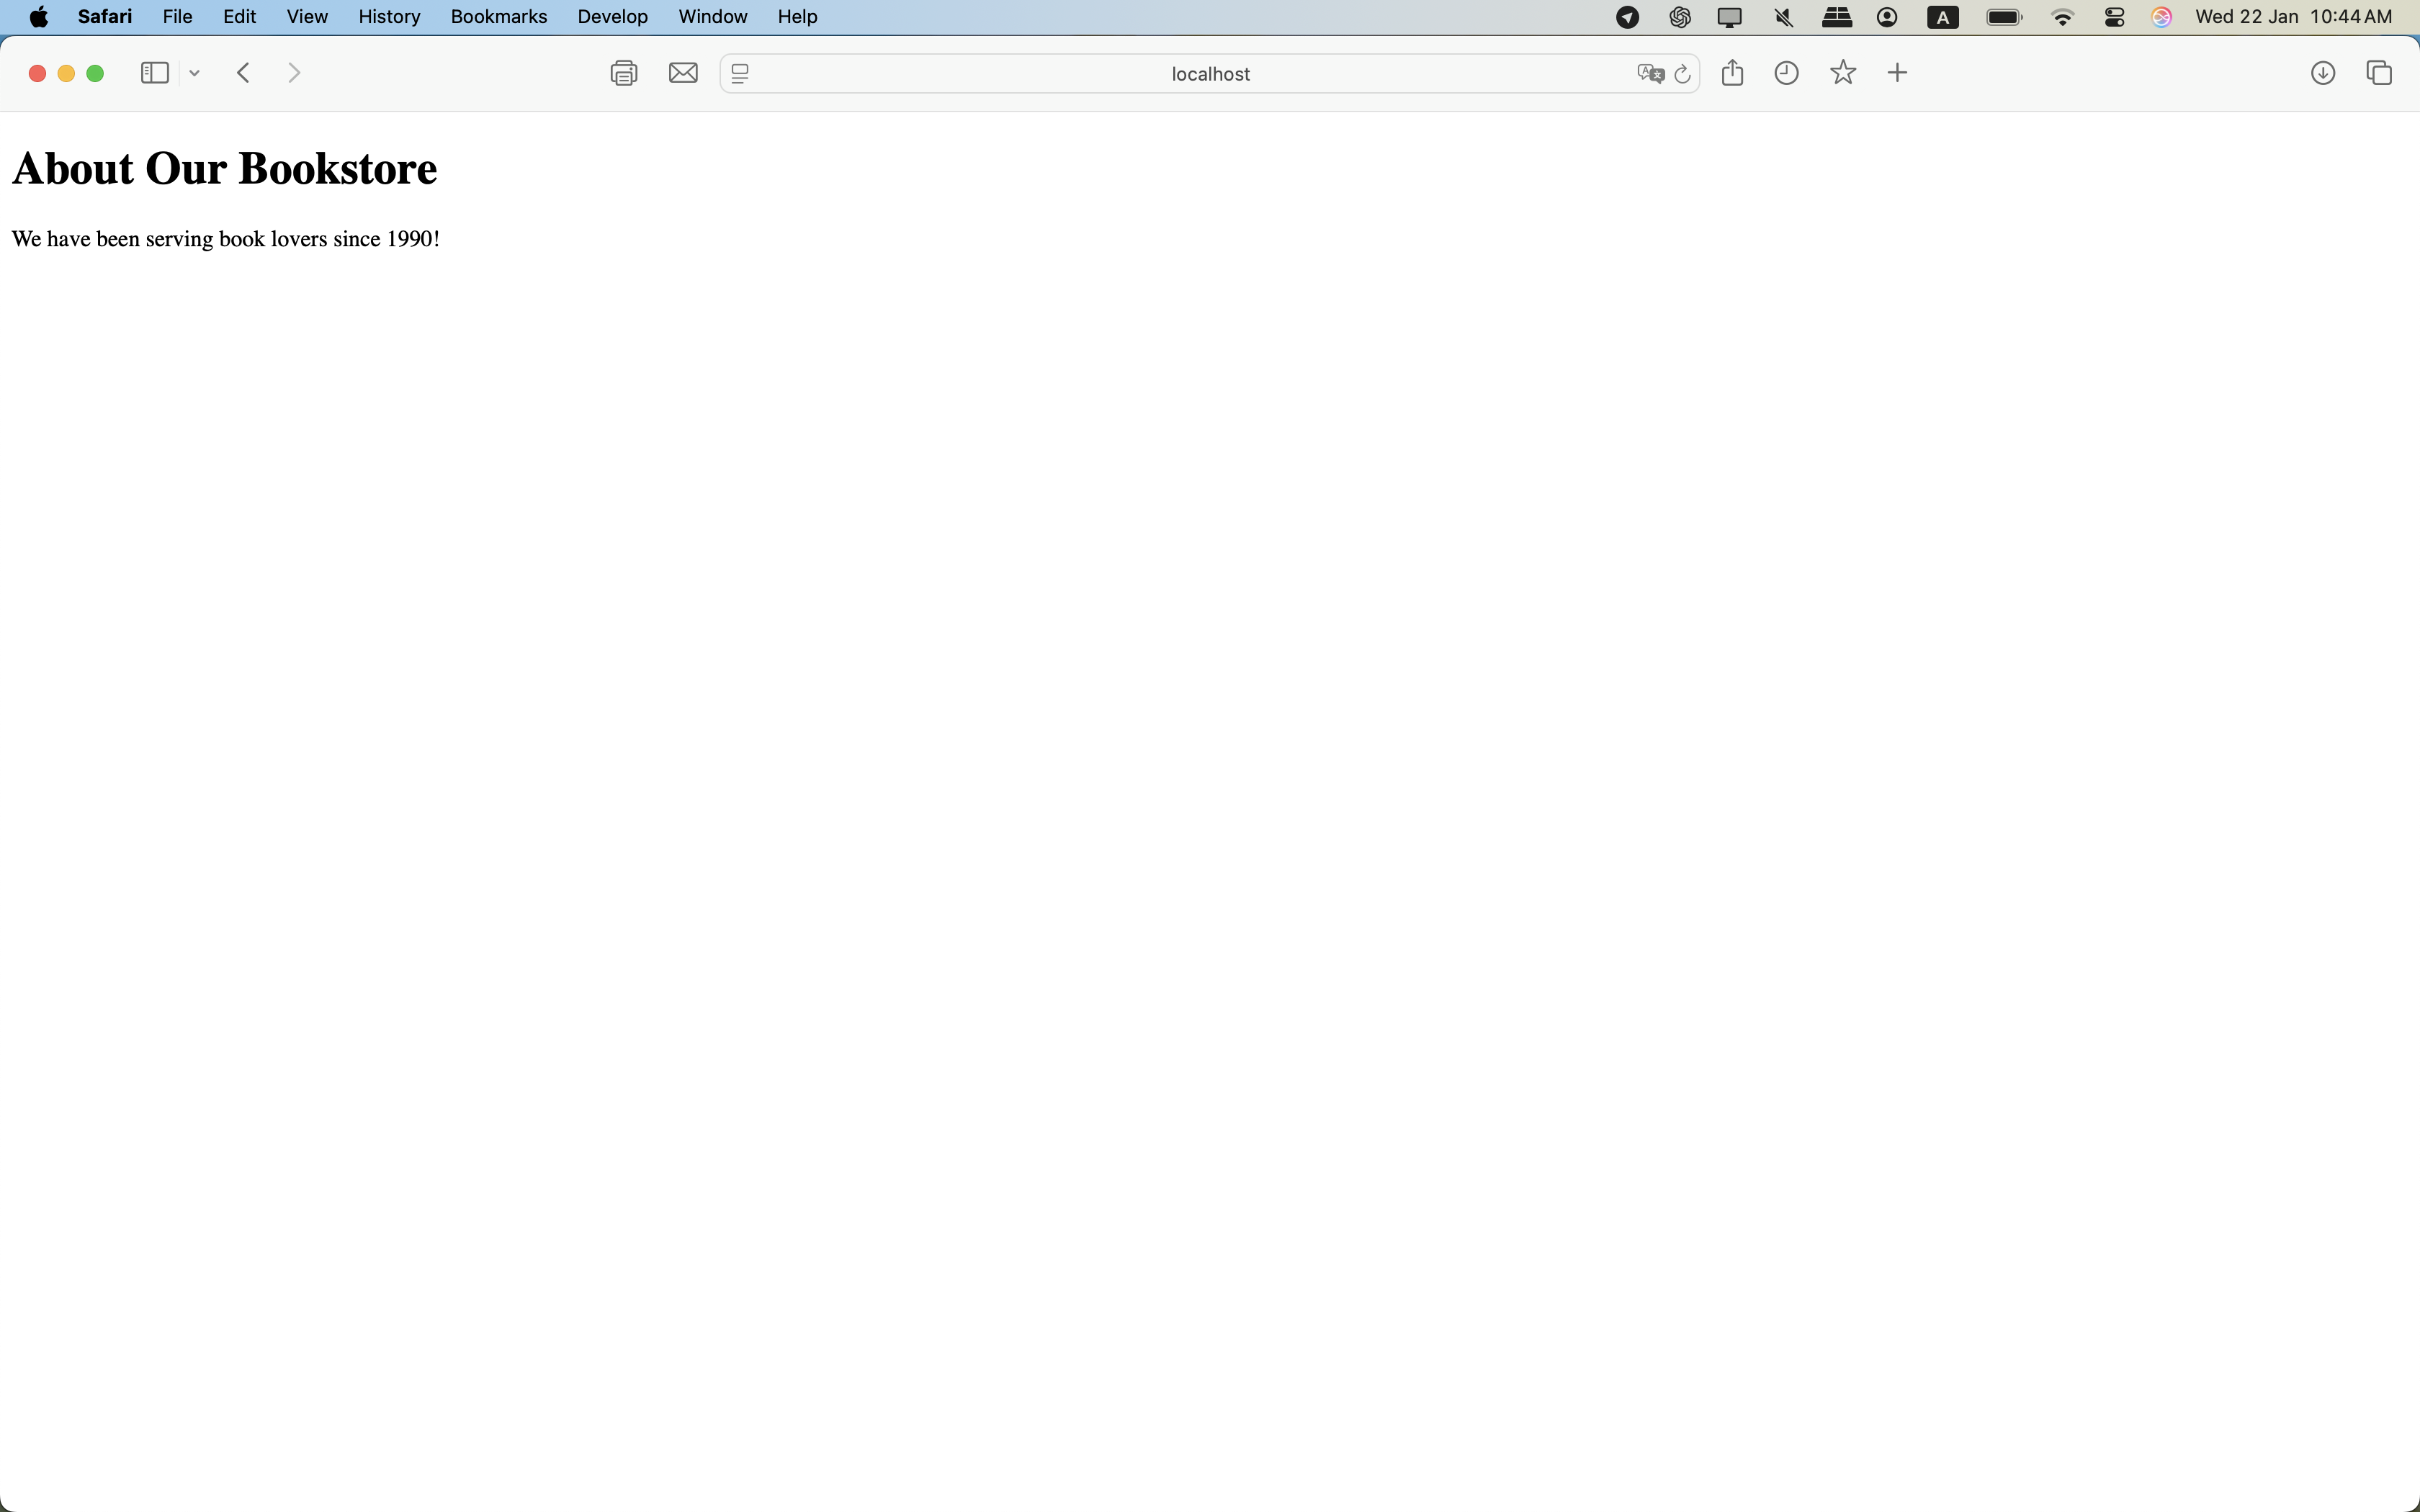 Safari File Edit View History Bookmarks Develop Window Help A Wed 22 Jan 10:44 AM
localhost
About Our Bookstore
We have been serving book lovers since 1990!